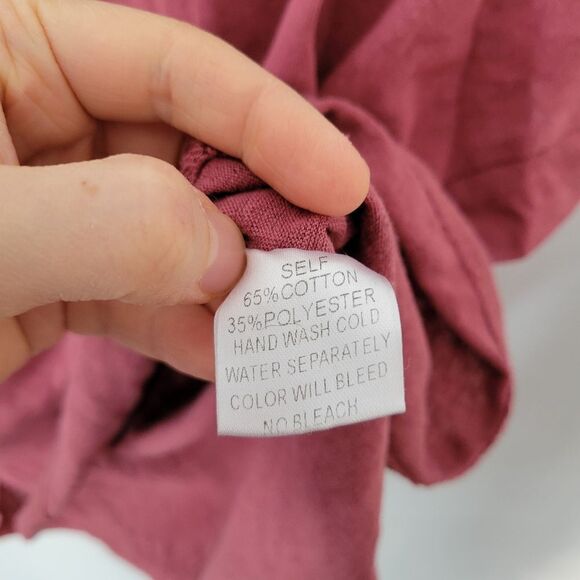 SELF
65%COTTON
35%POLYESTER
HAND WASH COLD
WATER SEPARATELY
COLOR WILL BLEED
NO BLEACH